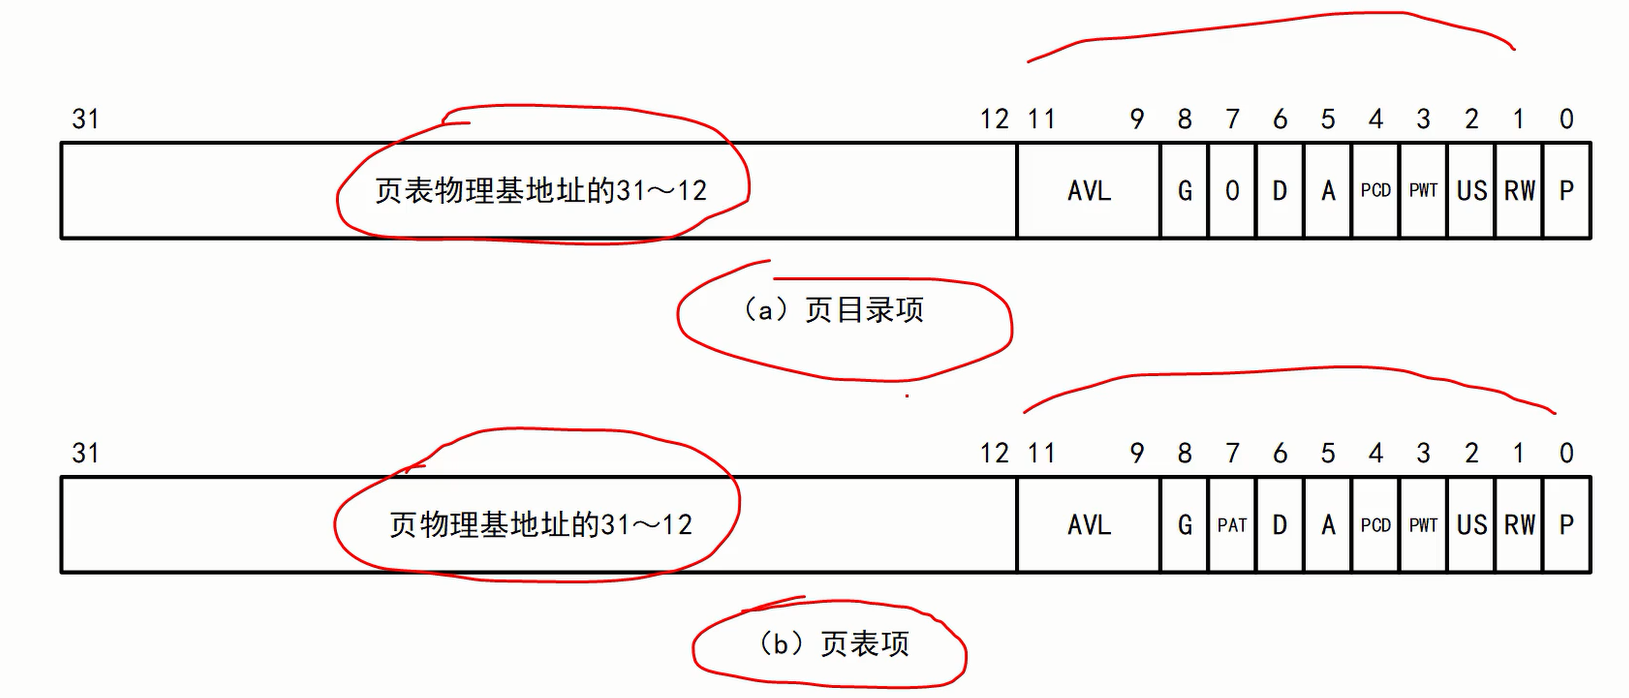 31 12 11 9 8 7 6 5 4 3 2 1 0
页表物理基地址的31～12 AVL G 0 D A PCD PWT US RW P
（a）页目录项
31 12 11 9 8 7 6 5 4 3 2 1 0
页物理基地址的31～12 AVL G PAT D A PCD PWT US RW P
（b）页表项